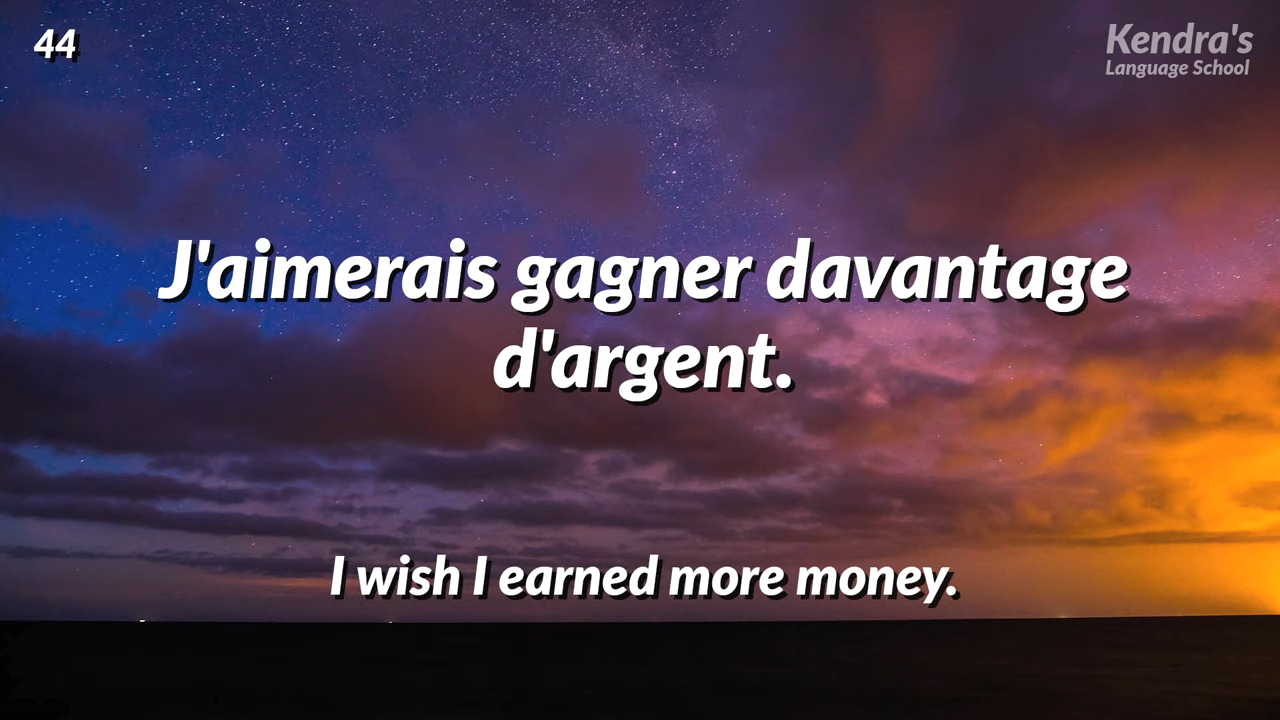 44
Kendra's
Language School
J'aimerais gagner davantage
d'argent.
I wish I earned more money.